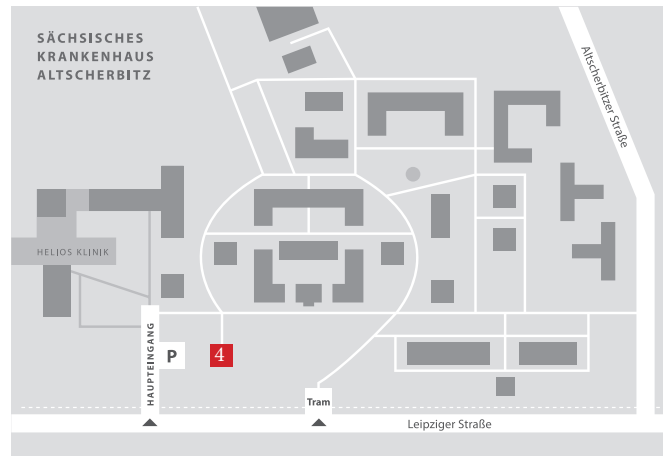 SÄCHSISCHES
KRANKENHAUS
ALTSCHERBITZ
Altscherbitzer Straße
HELIOS KLINIK
HAUPTEINGANG
P
4
Tram
Leipziger Straße